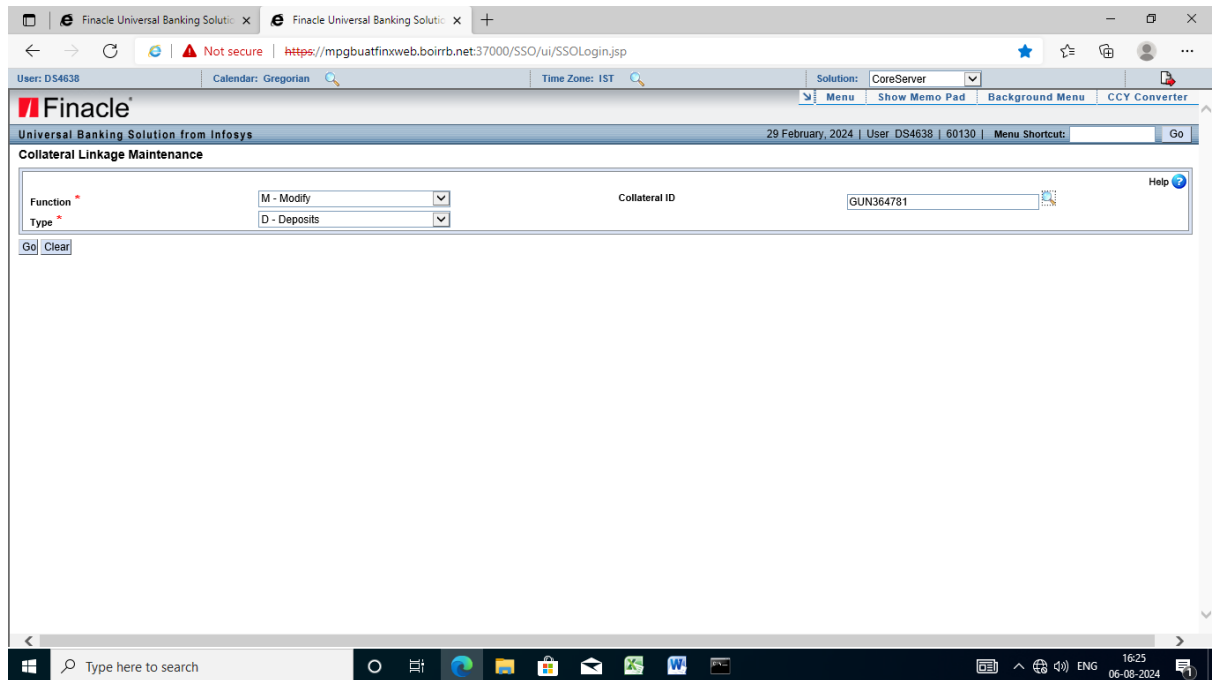 Finacle Universal Banking Solutic
Finacle Universal Banking Solutic
Not secure | https://mpgbuatfinxweb.boirrb.net:37000/SSO/ui/SSOLogin.jsp
User: DS4638 Calendar: Gregorian Time Zone: IST Solution: CoreServer
Menu Show Memo Pad Background Menu CCY Converter
Finacle
Universal Banking Solution from Infosys 29 February, 2024 | User DS4638 | 60130 | Menu Shortcut: Go
Collateral Linkage Maintenance
Help ?
Function * M - Modify Collateral ID GUN364781
Type * D - Deposits
Go Clear
Type here to search ENG 16:25
06-08-2024 1